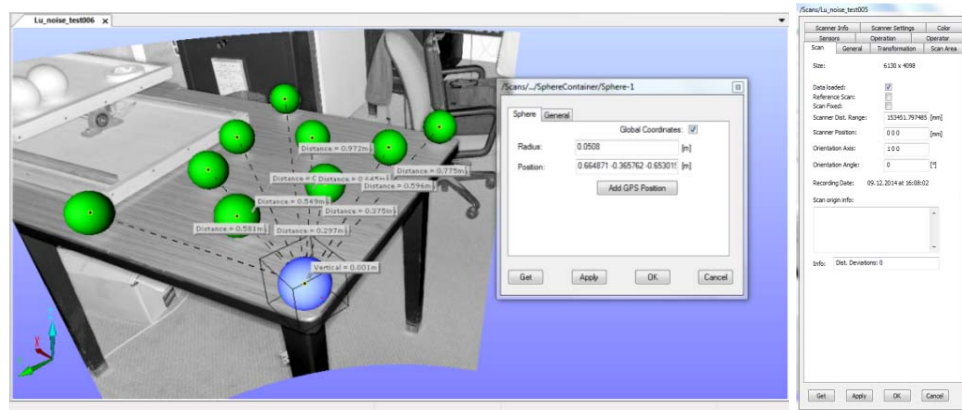 Lu_noise_test006 x
Distance = 0.972m
Distance = 0.775m
Distance = 0.596m
Distance = 0.549m
Distance = 0.375m
Distance = 0.581m
Distance = 0.297m
Vertical = 0.801m
/Scans/.../SphereContainer/Sphere-1
Sphere General
Global Coordinates:
Radius: 0.0508 [m]
Position: 0.664871 -0.365762 -0.653019 [m]
Add GPS Position
Get Apply OK Cancel
/Scans/Lu_noise_test005
Scanner Info Scanner Settings Color
Sensors Operation Operator
Scan General Transformation Scan Area
Size: 6130 x 4098
Data loaded:
Reference Scan:
Scan Fixed:
Scanner Dist. Range: 153451.797485 [mm]
Scanner Position: 0 0 0 [mm]
Orientation Axis: 1 0 0
Orientation Angle: 0 [°]
Recording Date: 09.12.2014 at 16:08:02
Scan origin info:
Info: Dist. Deviations: 0
Get Apply OK Cancel